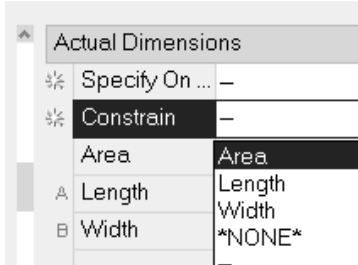 Actual Dimensions
Specify On ... –
Constrain –
Area Area
A Length Length
Width
B Width *NONE*